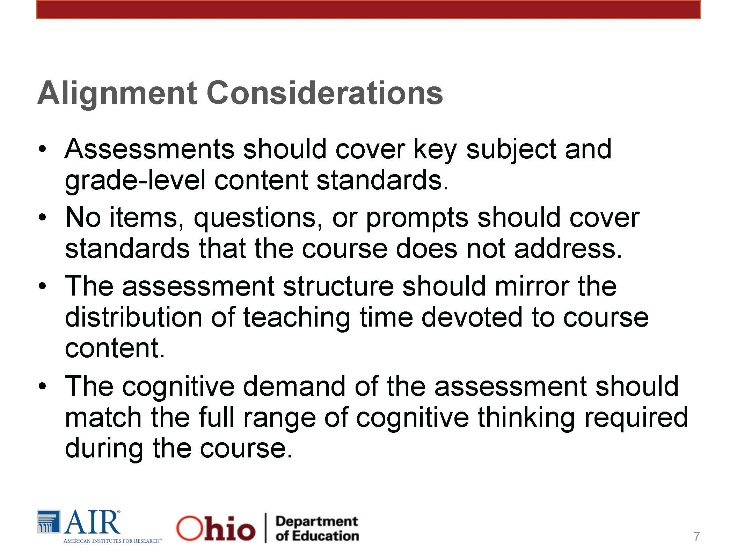 Alignment Considerations
• Assessments should cover key subject and
grade-level content standards.
• No items, questions, or prompts should cover
standards that the course does not address.
• The assessment structure should mirror the
distribution of teaching time devoted to course
content.
• The cognitive demand of the assessment should
match the full range of cognitive thinking required
during the course.
AIR
AMERICAN INSTITUTES FOR RESEARCH
Ohio
Department
of Education
7